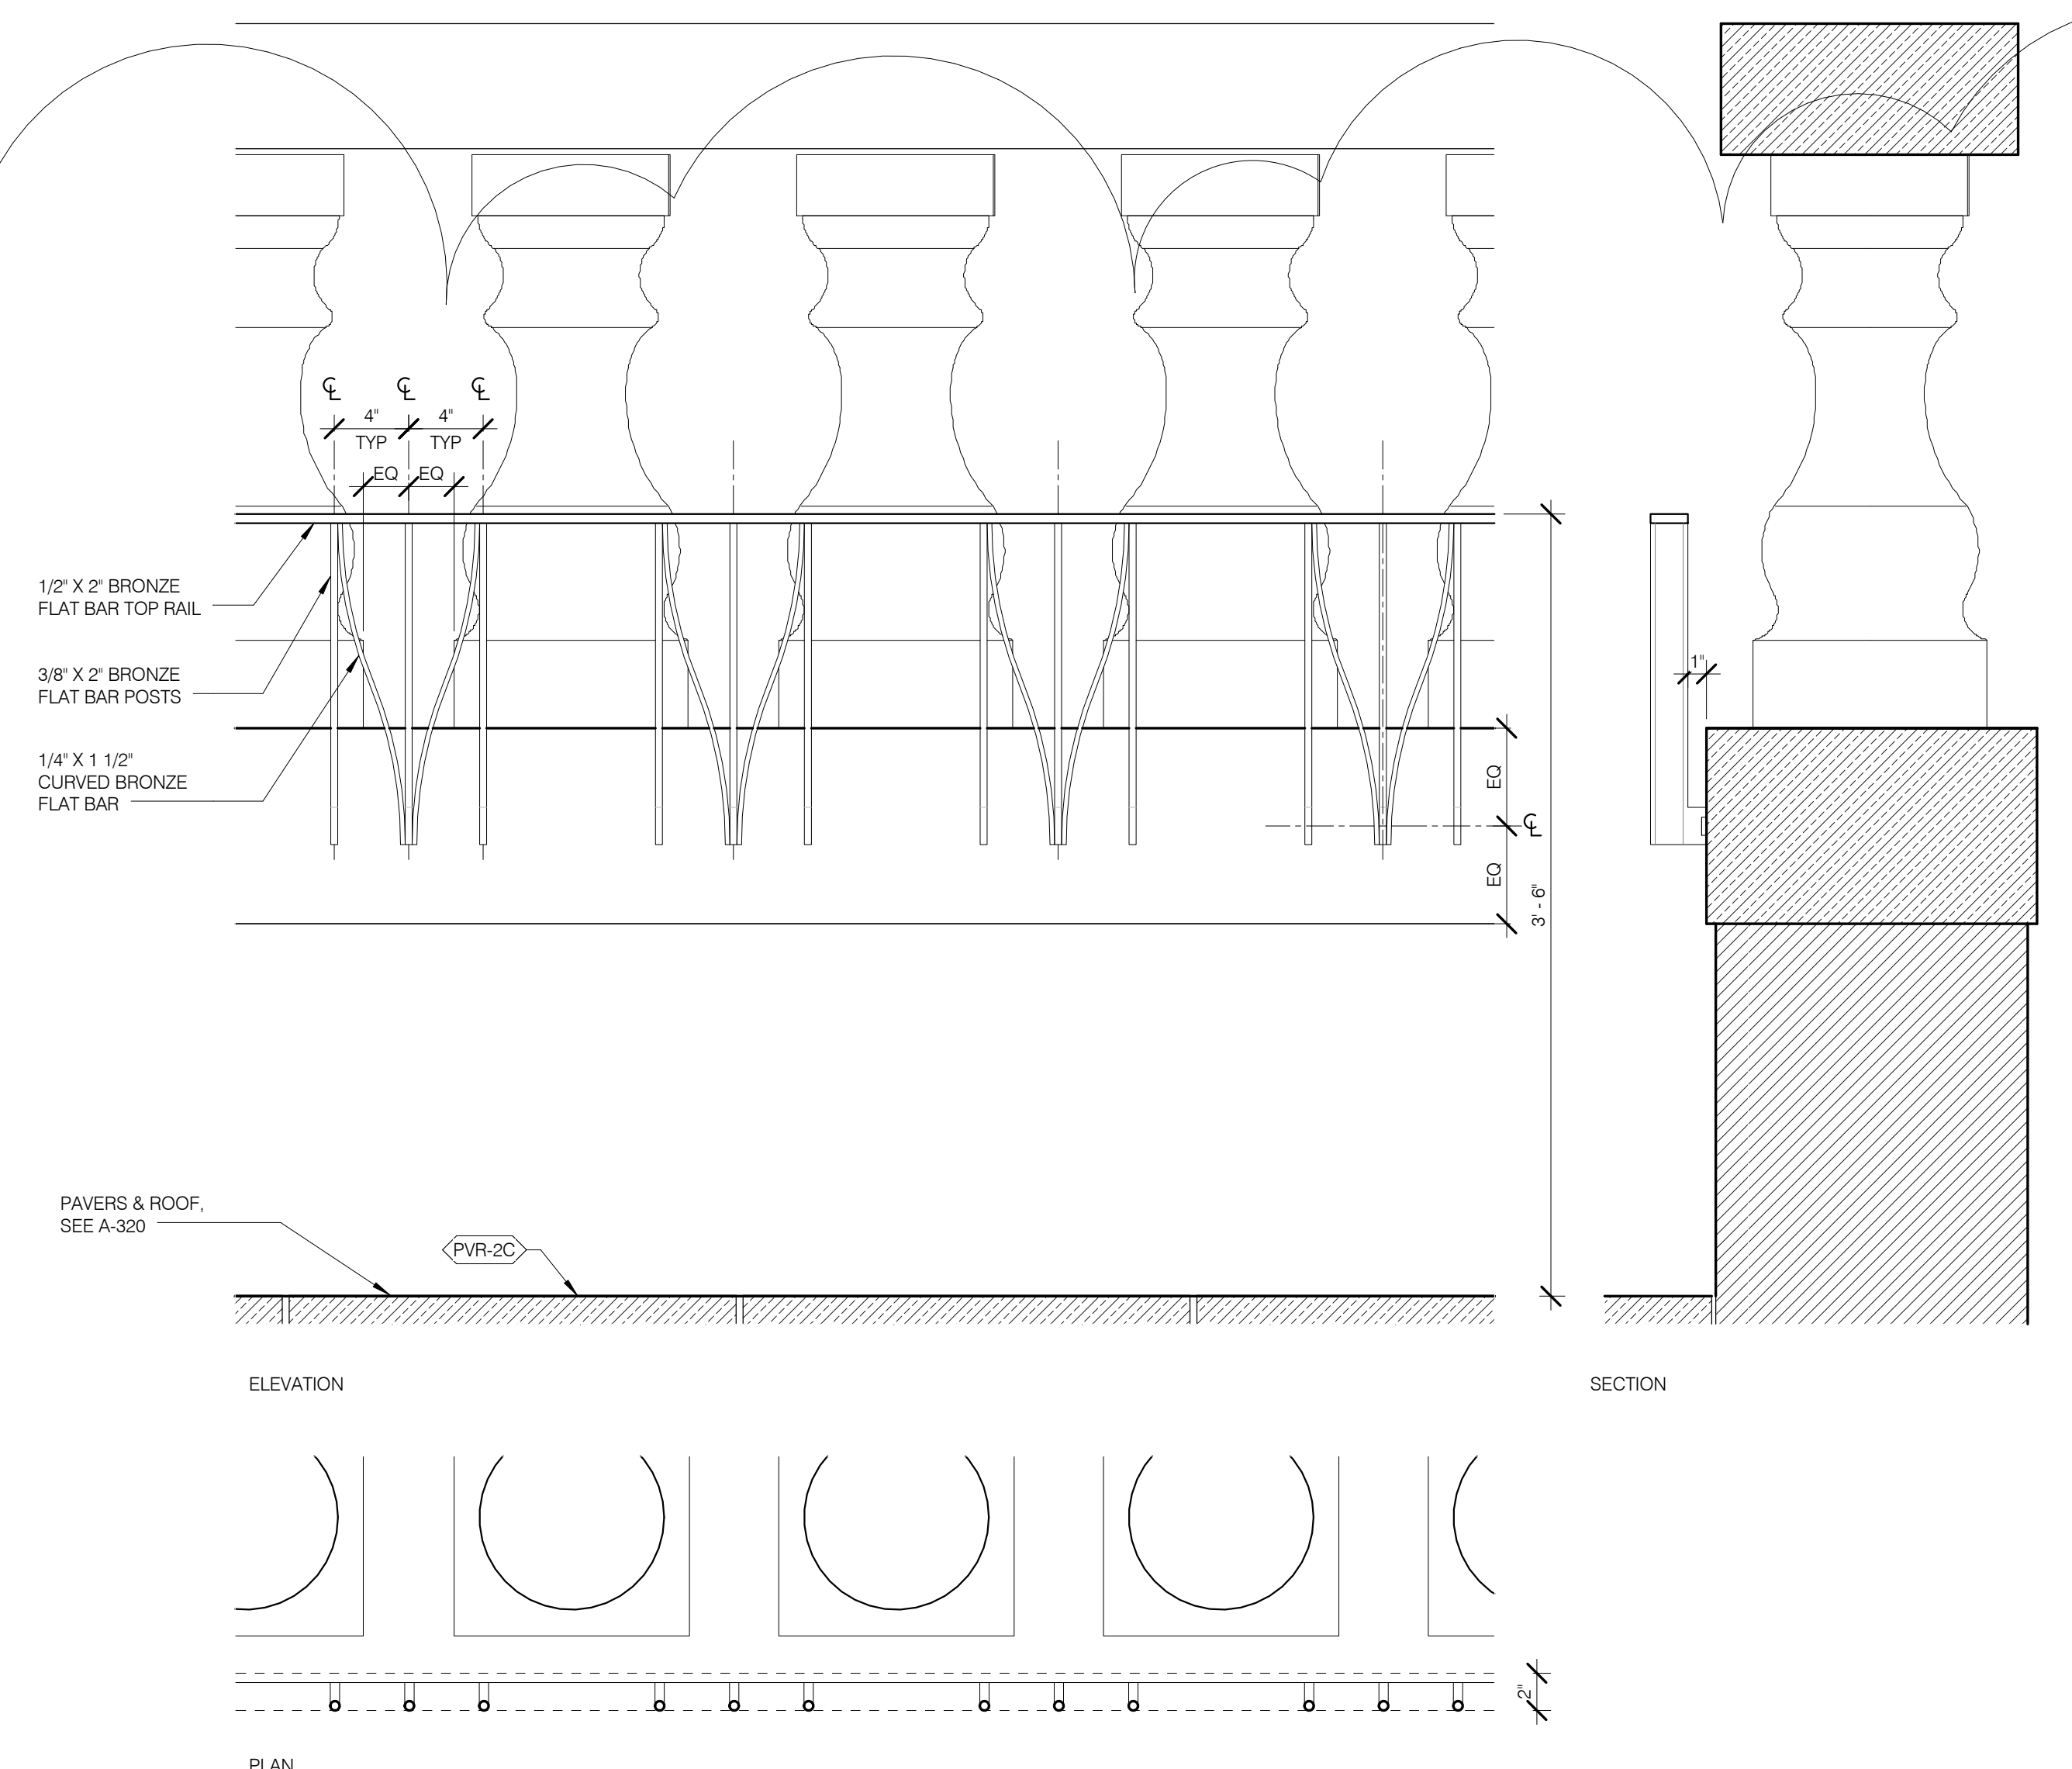 ℄ ℄ ℄
4" 4"
TYP TYP
EQ EQ
1/2" X 2" BRONZE
FLAT BAR TOP RAIL
3/8" X 2" BRONZE
FLAT BAR POSTS
1/4" X 1 1/2"
CURVED BRONZE
FLAT BAR
1"
EQ
℄
EQ
3' - 6"
PAVERS & ROOF,
SEE A-320
PVR-2C
ELEVATION
SECTION
2"
PLAN